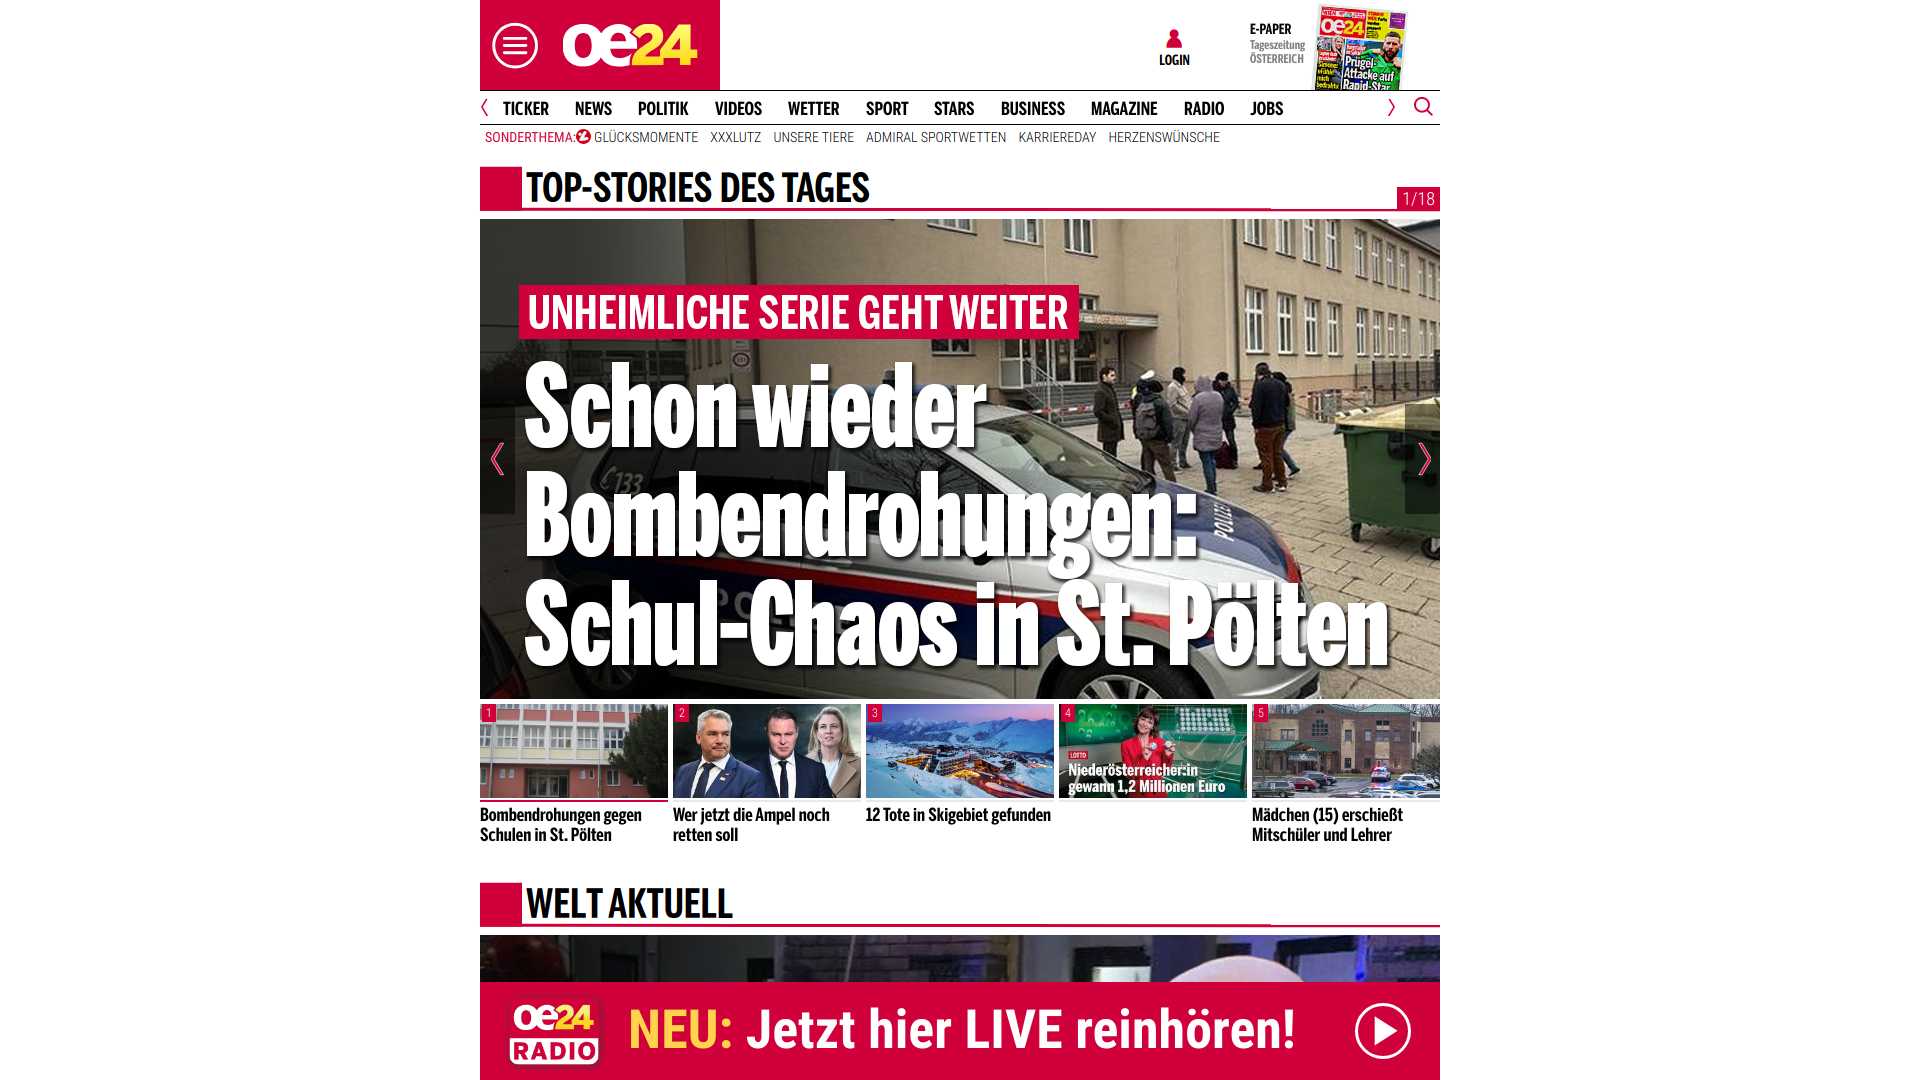 oe24
LOGIN
E-PAPER
Tageszeitung
ÖSTERREICH
oe24
Prügel-
Attacke auf
Rapid-Star
TICKER NEWS POLITIK VIDEOS WETTER SPORT STARS BUSINESS MAGAZINE RADIO JOBS
SONDERTHEMA: GLÜCKSMOMENTE XXXLUTZ UNSERE TIERE ADMIRAL SPORTWETTEN KARRIEREDAY HERZENSWÜNSCHE
TOP-STORIES DES TAGES
1/18
UNHEIMLICHE SERIE GEHT WEITER
Schon wieder
Bombendrohungen:
Schul-Chaos in St. Pölten
133
POLIZEI
1
2
3
4
5
LOTTO
Niederösterreicher:in
gewann 1,2 Millionen Euro
Bombendrohungen gegen
Schulen in St. Pölten
Wer jetzt die Ampel noch
retten soll
12 Tote in Skigebiet gefunden
Mädchen (15) erschießt
Mitschüler und Lehrer
WELT AKTUELL
oe24
RADIO
NEU: Jetzt hier LIVE reinhören!